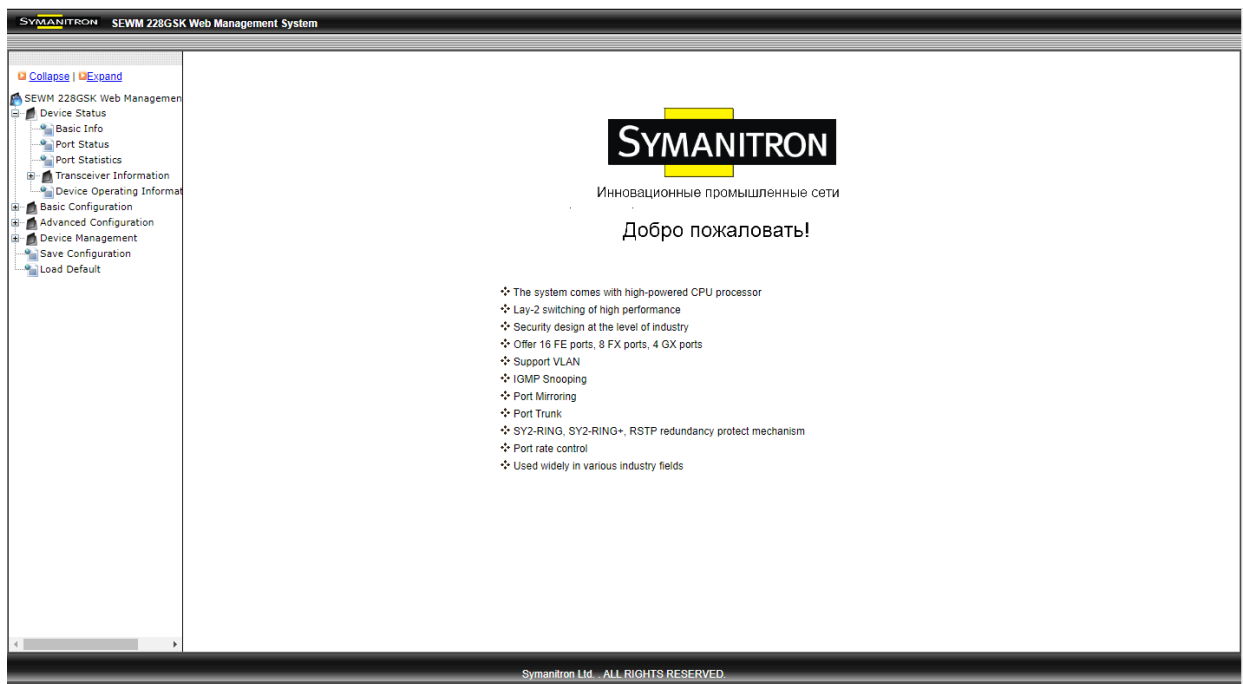 SYMANITRON SEWM 228GSK Web Management System
Collapse | Expand
SEWM 228GSK Web Managemen
Device Status
Basic Info
Port Status
Port Statistics
Transceiver Information
Device Operating Informat
Basic Configuration
Advanced Configuration
Device Management
Save Configuration
Load Default
SYMANITRON
Инновационные промышленные сети
Добро пожаловать!
The system comes with high-powered CPU processor
Lay-2 switching of high performance
Security design at the level of industry
Offer 16 FE ports, 8 FX ports, 4 GX ports
Support VLAN
IGMP Snooping
Port Mirroring
Port Trunk
SY2-RING, SY2-RING+, RSTP redundancy protect mechanism
Port rate control
Used widely in various industry fields
Symanitron Ltd. . ALL RIGHTS RESERVED.